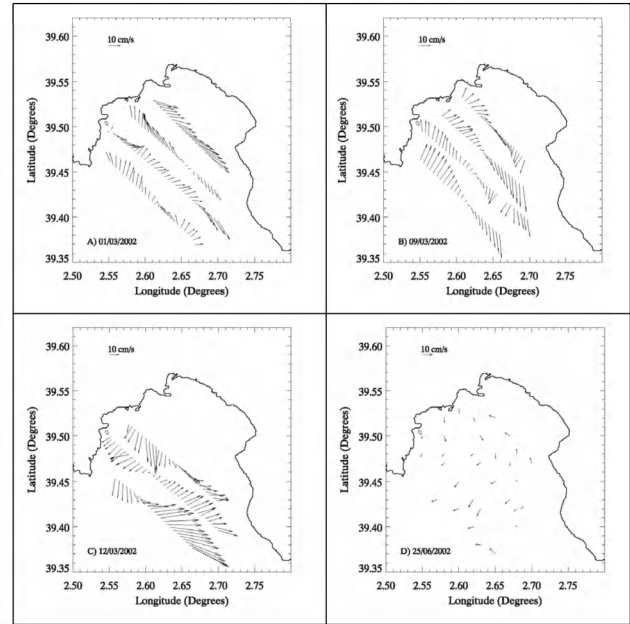 39.60
39.55
39.50
39.45
39.40
39.35
Latitude (Degrees)
10 cm/s
A) 01/03/2002
2.50 2.55 2.60 2.65 2.70 2.75
Longitude (Degrees)
39.60
39.55
39.50
39.45
39.40
39.35
Latitude (Degrees)
10 cm/s
B) 09/03/2002
2.50 2.55 2.60 2.65 2.70 2.75
Longitude (Degrees)
39.60
39.55
39.50
39.45
39.40
39.35
Latitude (Degrees)
10 cm/s
C) 12/03/2002
2.50 2.55 2.60 2.65 2.70 2.75
Longitude (Degrees)
39.60
39.55
39.50
39.45
39.40
39.35
Latitude (Degrees)
10 cm/s
D) 25/06/2002
2.50 2.55 2.60 2.65 2.70 2.75
Longitude (Degrees)